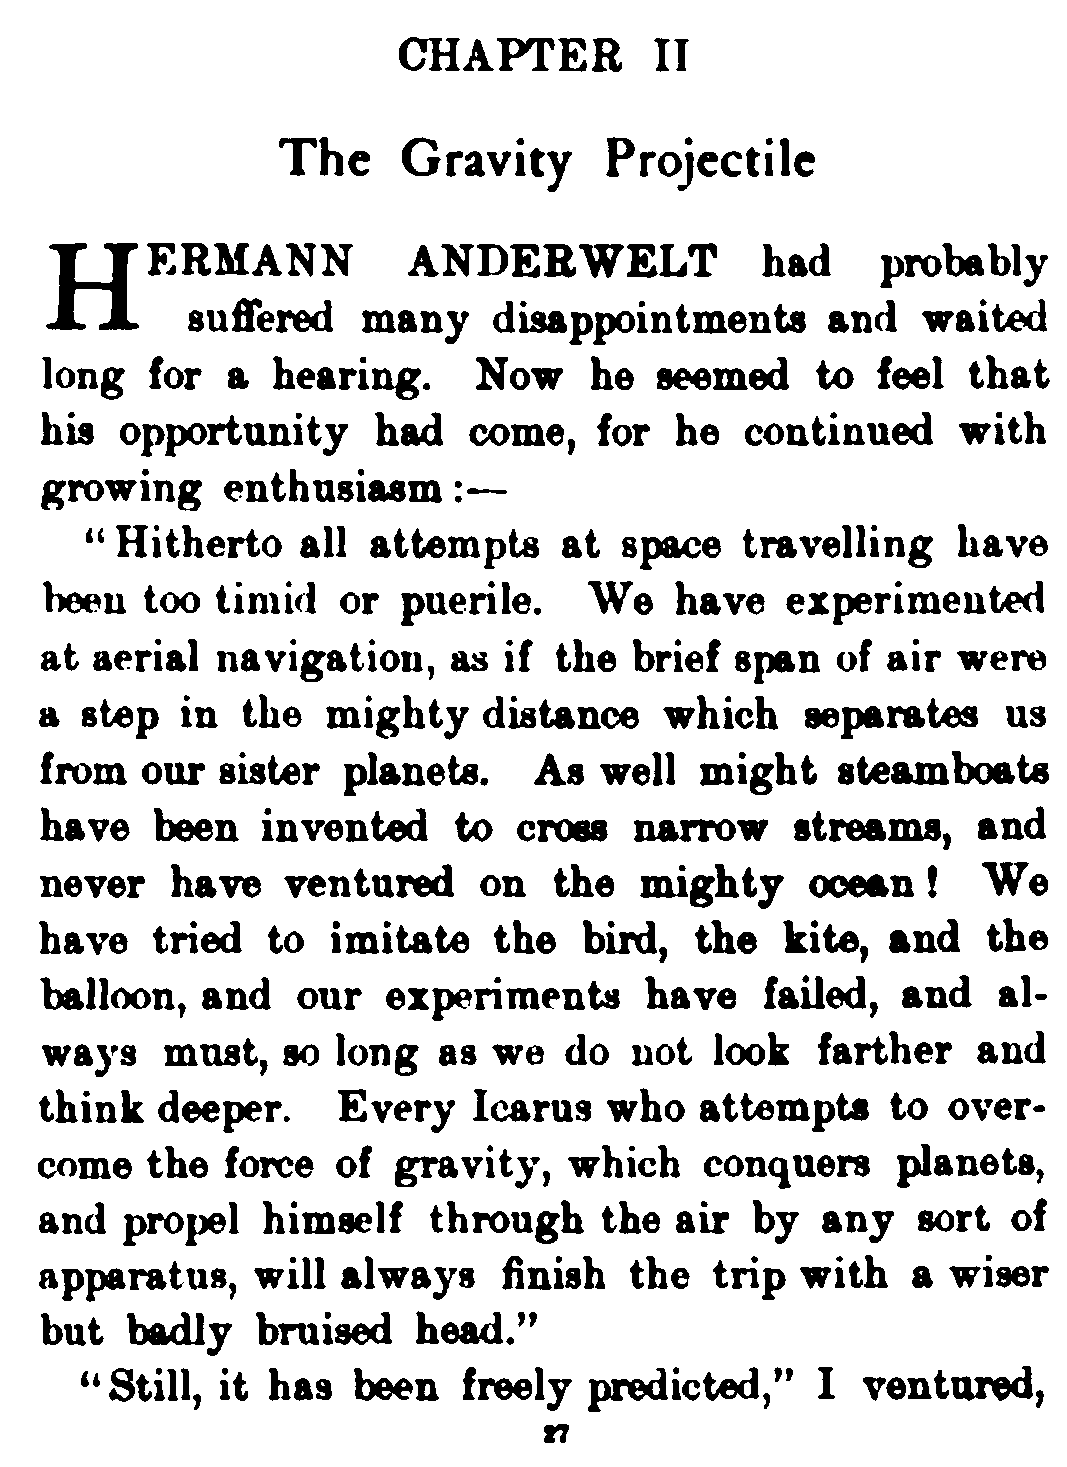 CHAPTER II
The Gravity Projectile
HERMANN ANDERWELT had probably
suffered many disappointments and waited
long for a hearing. Now he seemed to feel that
his opportunity had come, for he continued with
growing enthusiasm :—
“Hitherto all attempts at space travelling have
been too timid or puerile. We have experimented
at aerial navigation, as if the brief span of air were
a step in the mighty distance which separates us
from our sister planets. As well might steamboats
have been invented to cross narrow streams, and
never have ventured on the mighty ocean! We
have tried to imitate the bird, the kite, and the
balloon, and our experiments have failed, and al-
ways must, so long as we do not look farther and
think deeper. Every Icarus who attempts to over-
come the force of gravity, which conquers planets,
and propel himself through the air by any sort of
apparatus, will always finish the trip with a wiser
but badly bruised head.”
“Still, it has been freely predicted,” I ventured,
27